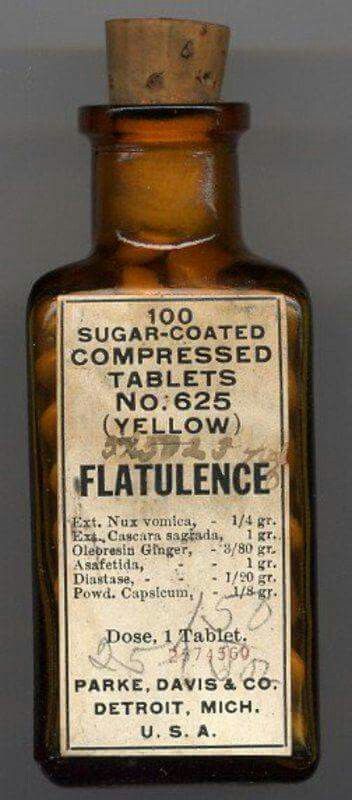 100
SUGAR-COATED
COMPRESSED
TABLETS
NO. 625
(YELLOW)
FLATULENCE
Ext. Nux vomica, - 1/4 gr.
Ext. Cascara sagrada, 1 gr.
Oleoresin Ginger, - 3/80 gr.
Asafetida, - 1 gr.
Diastase, - - 1/20 gr.
Powd. Capsicum, - 1/8 gr.
150
Dose, 1 Tablet.
PARKE, DAVIS & CO.
DETROIT, MICH.
U. S. A.